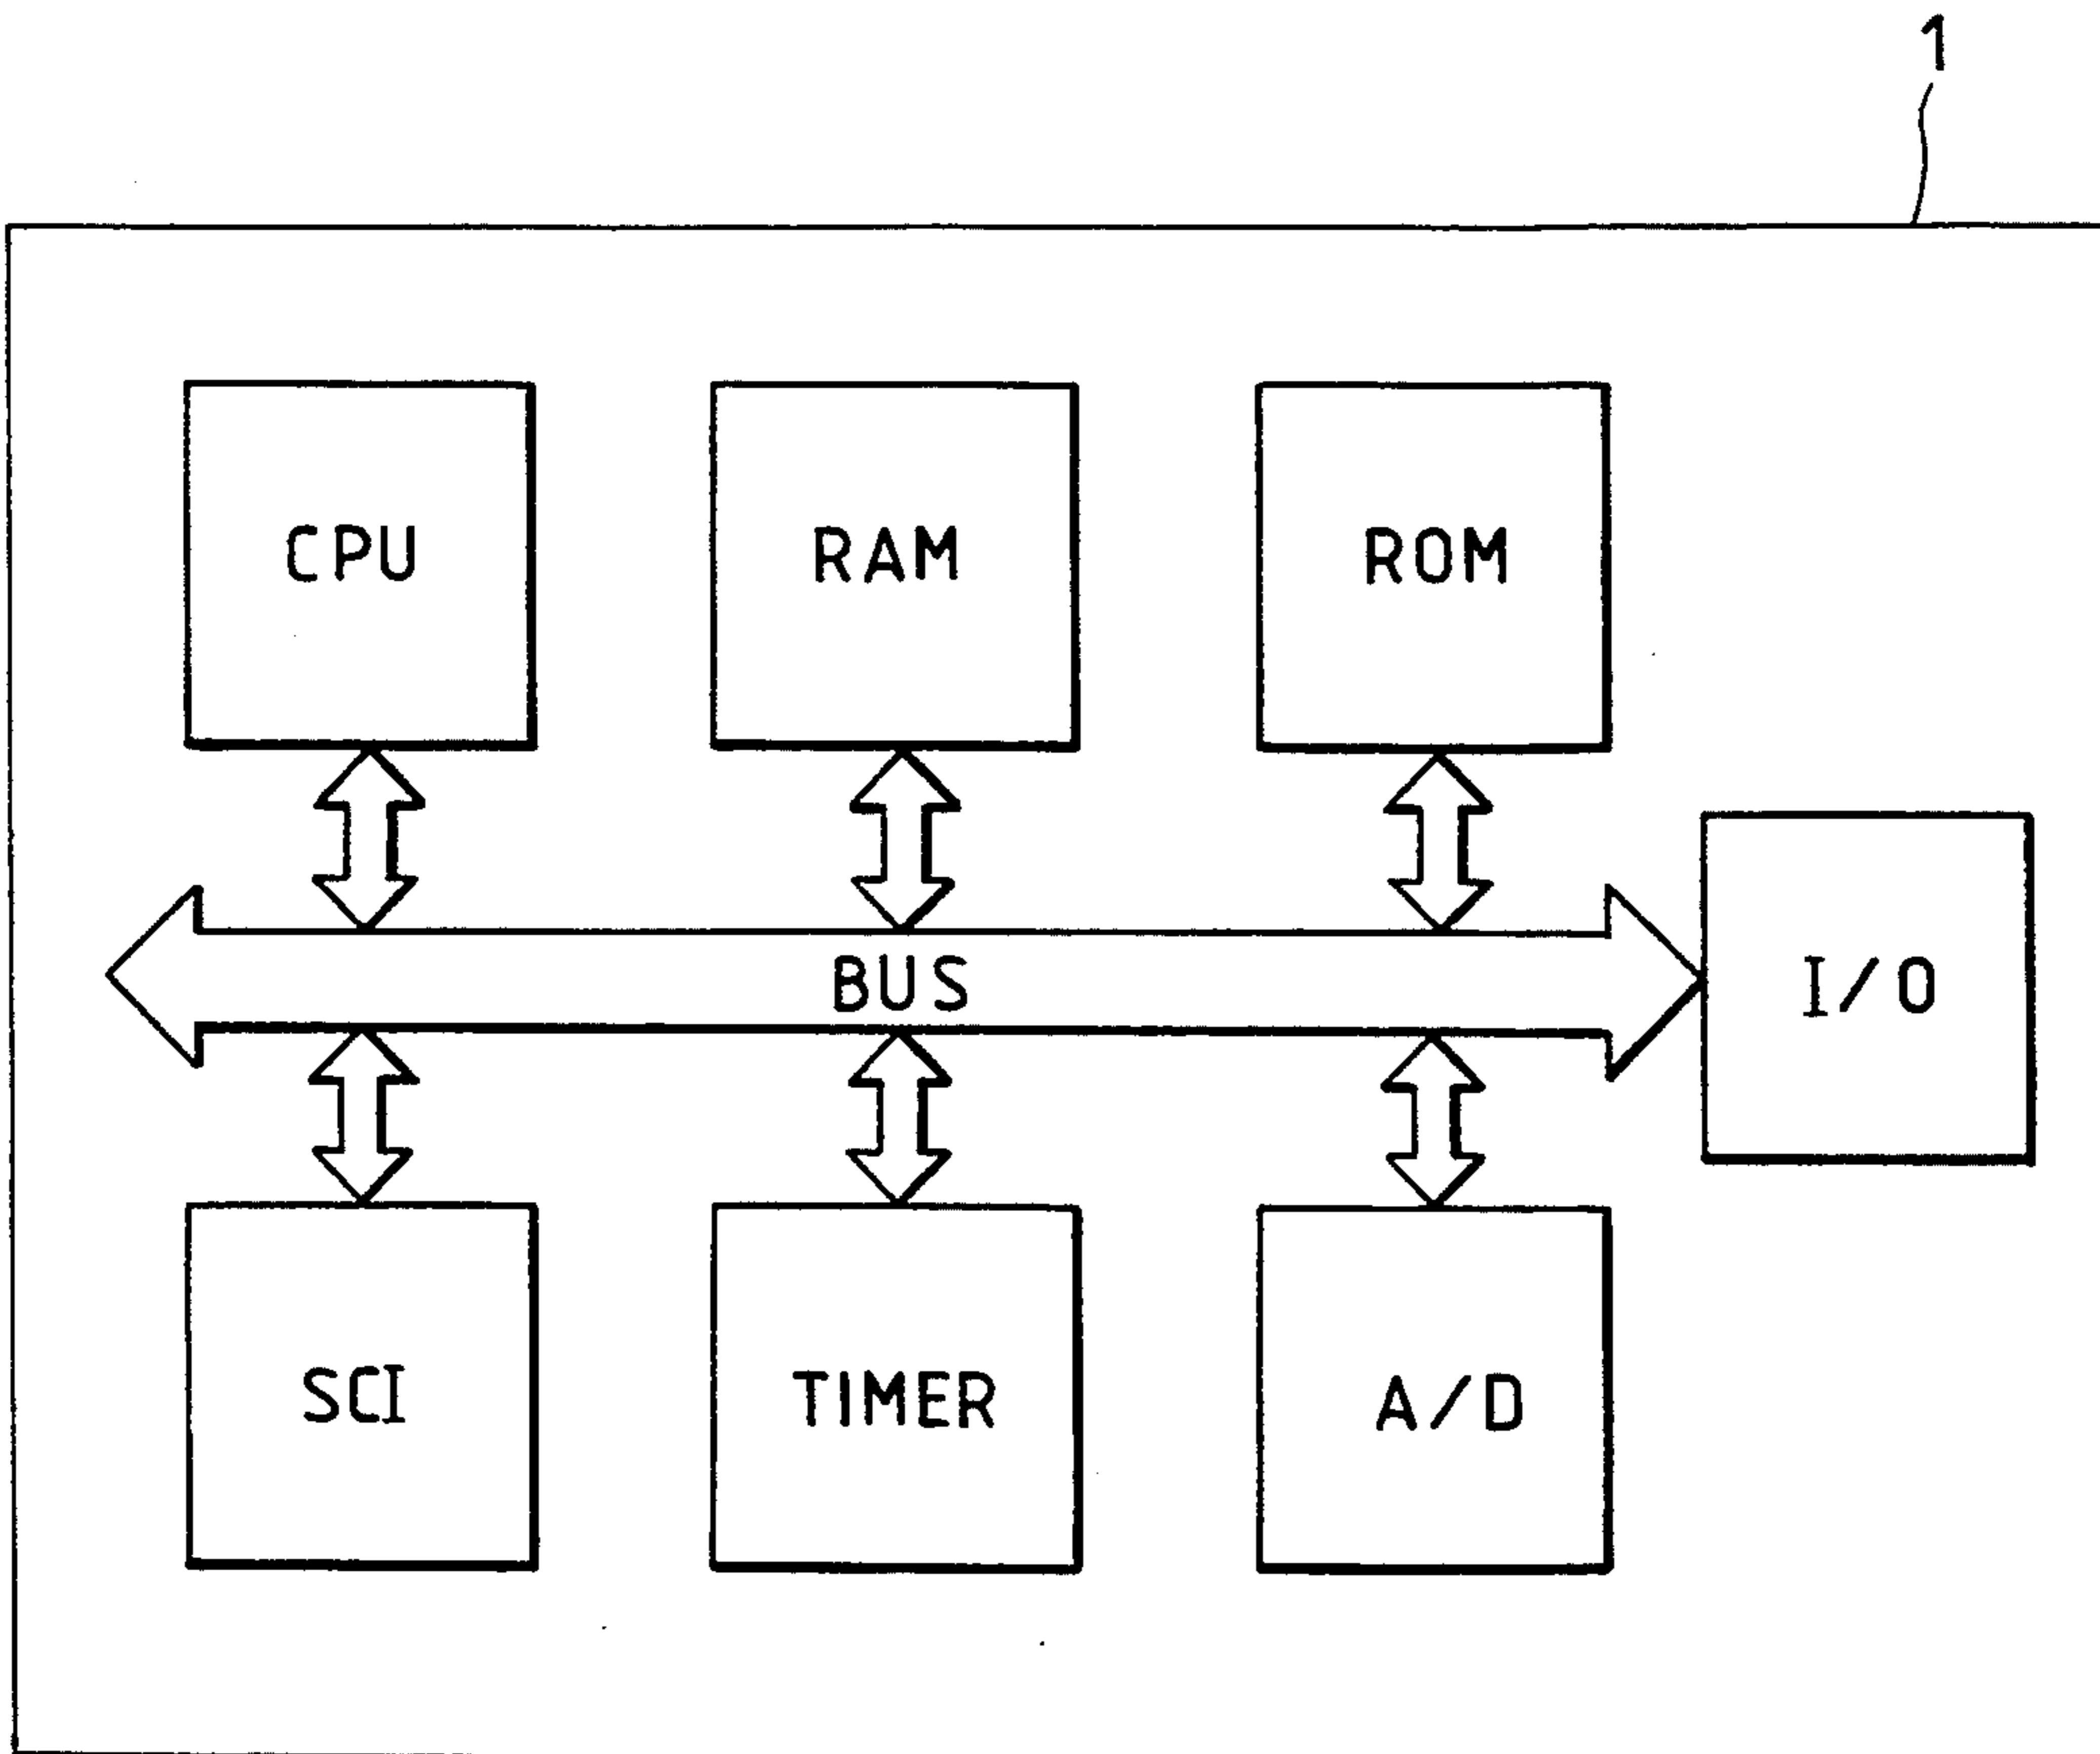 1
CPU
RAM
ROM
BUS
I/O
SCI
TIMER
A/D